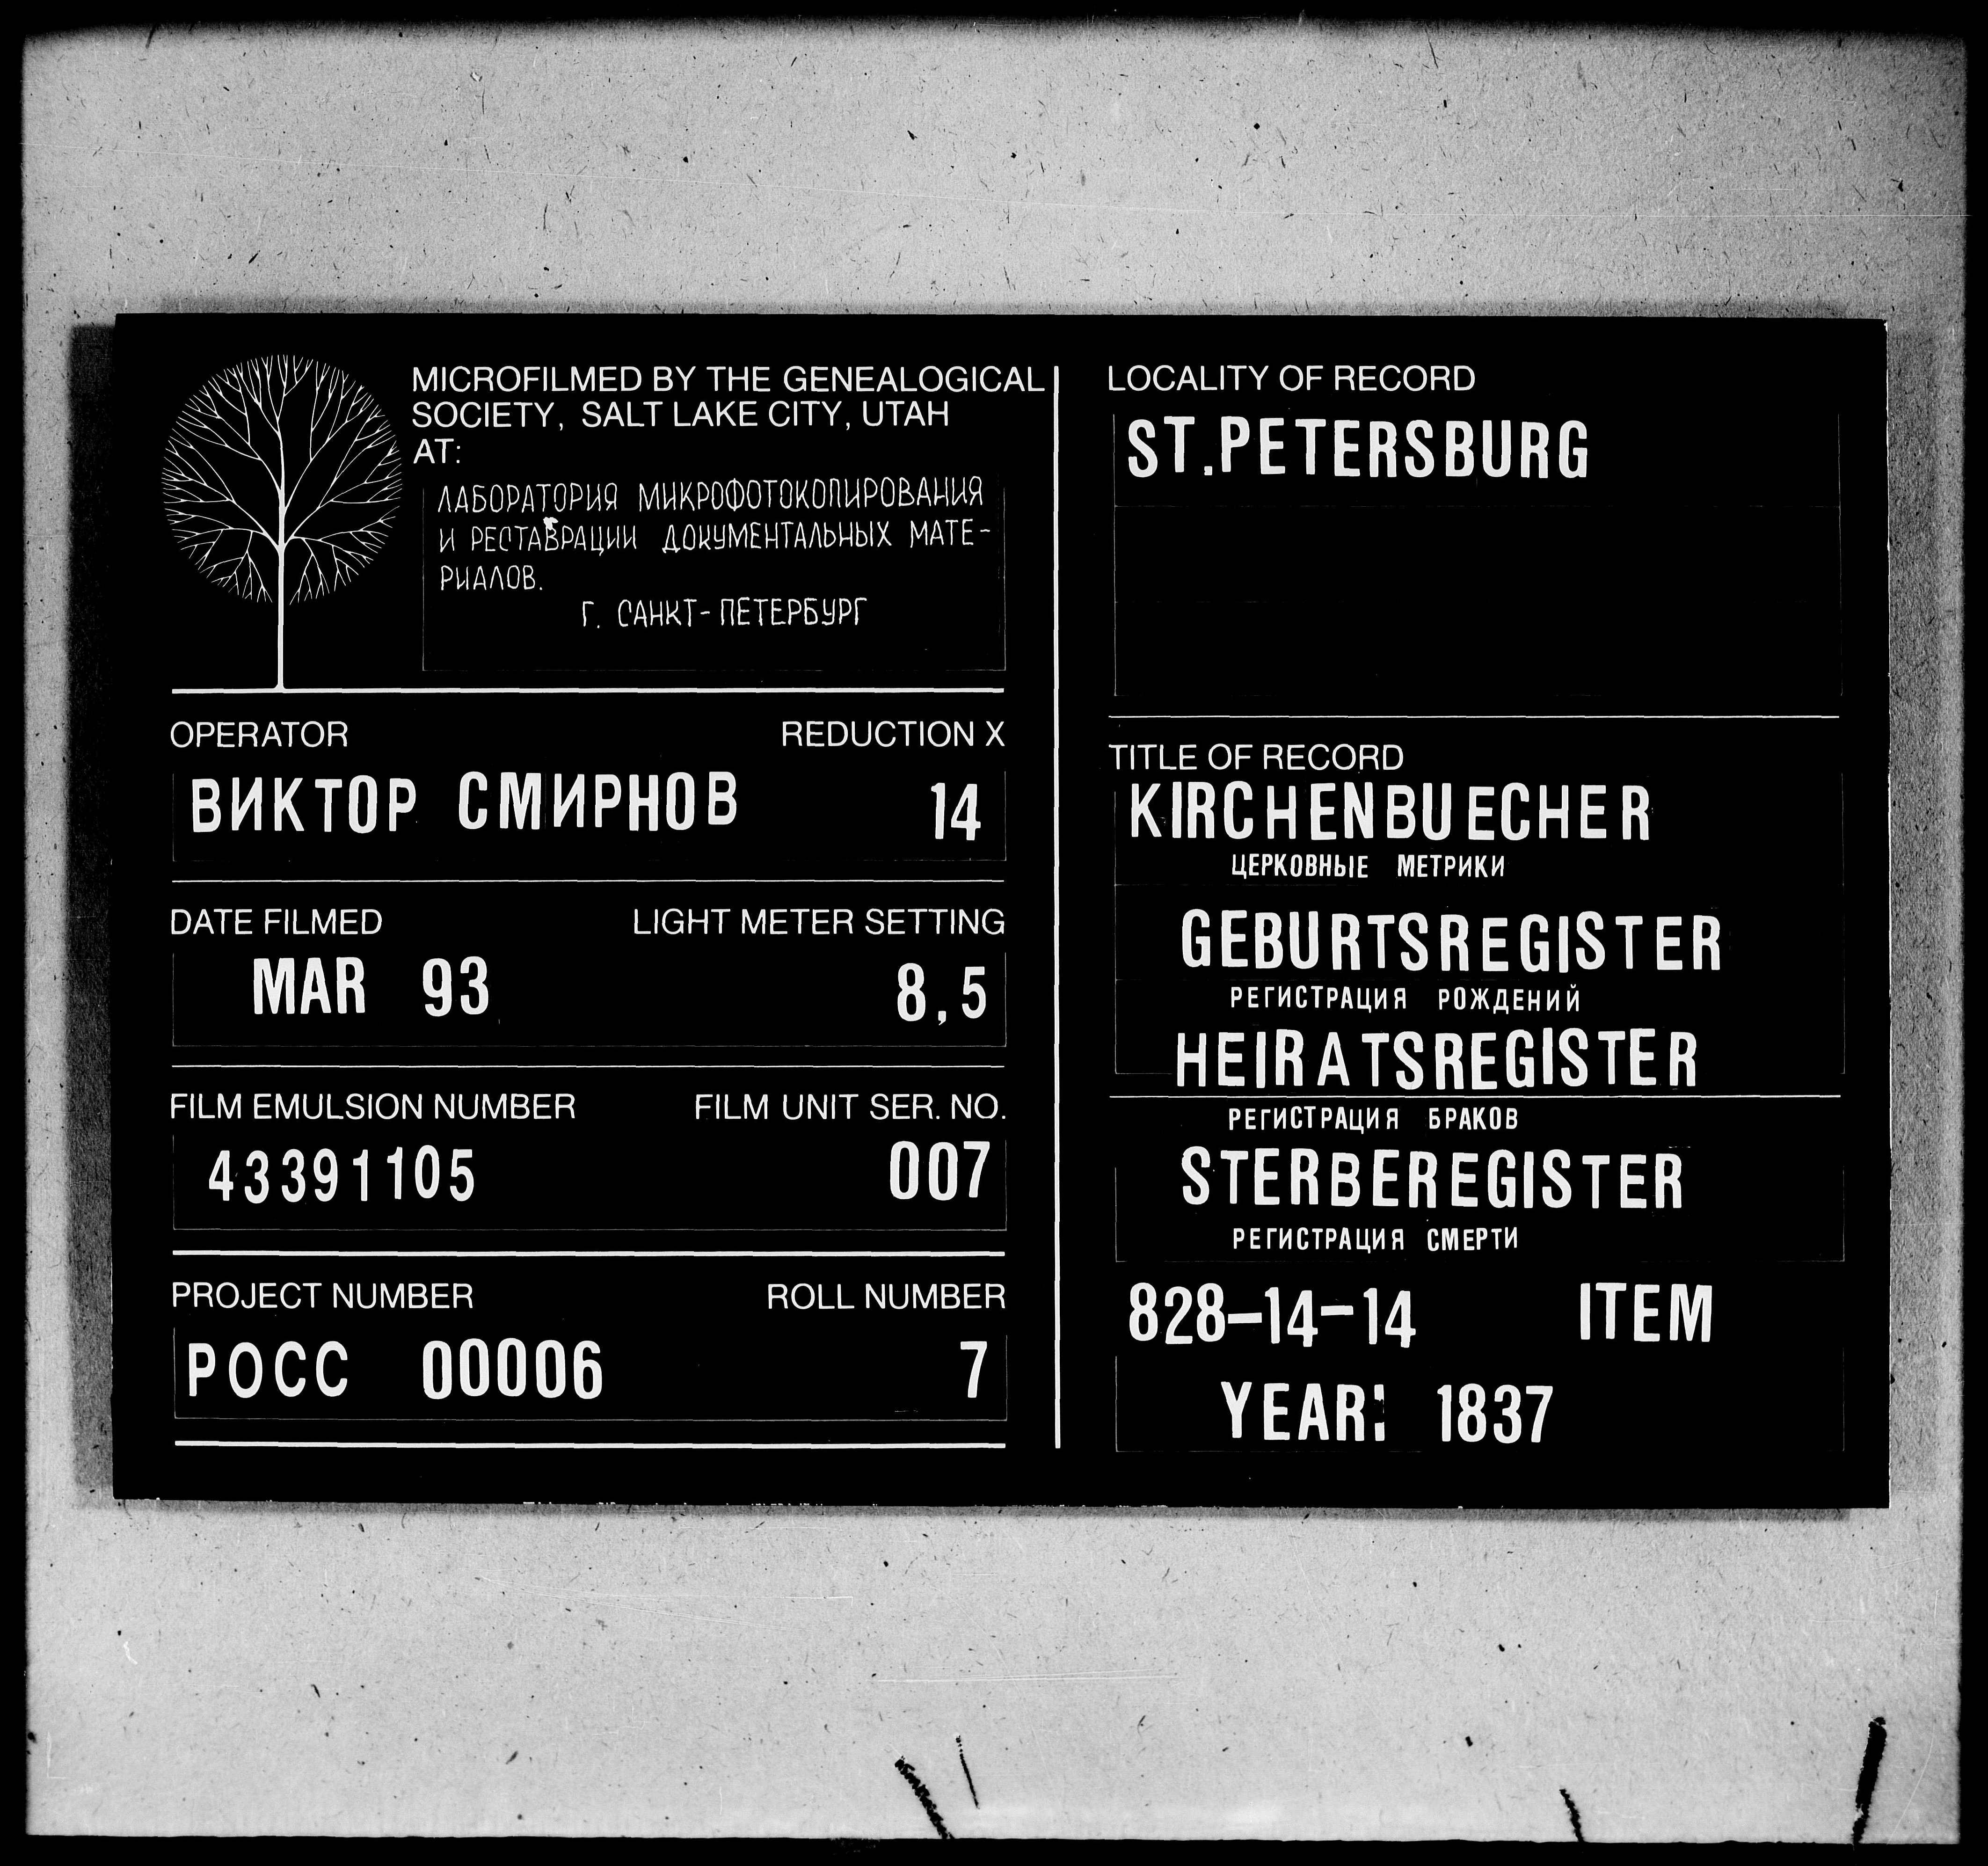 MICROFILMED BY THE GENEALOGICAL
SOCIETY, SALT LAKE CITY, UTAH
AT:
ЛАБОРАТОРИЯ МИКРОФОТОКОПИРОВАНИЯ
И РЕСТАВРАЦИИ ДОКУМЕНТАЛЬНЫХ МАТЕ-
РИАЛОВ.
Г. САНКТ-ПЕТЕРБУРГ
OPERATOR REDUCTION X
ВИКТОР СМИРНОВ 14
DATE FILMED LIGHT METER SETTING
MAR 93 8,5
FILM EMULSION NUMBER FILM UNIT SER. NO.
43391105 007
PROJECT NUMBER ROLL NUMBER
РОСС 00006 7
LOCALITY OF RECORD
ST.PETERSBURG
TITLE OF RECORD
KIRCHENBUECHER
ЦЕРКОВНЫЕ МЕТРИКИ
GEBURTSREGISTER
РЕГИСТРАЦИЯ РОЖДЕНИЙ
HEIRATSREGISTER
РЕГИСТРАЦИЯ БРАКОВ
STERBEREGISTER
РЕГИСТРАЦИЯ СМЕРТИ
828-14-14 ITEM
YEAR: 1837